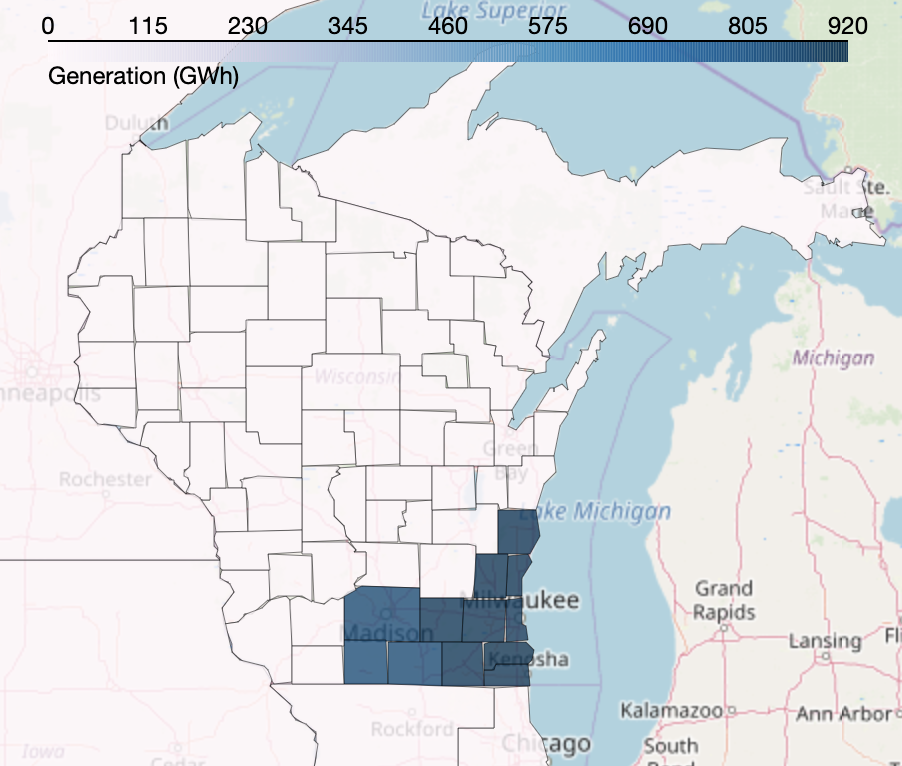 Lake Superior
0 115 230 345 460 575 690 805 920
Generation (GWh)
Duluth
Sault Ste.
Marie
Michigan
Wisconsin
nneapolis
Green
Bay
Rochester
Lake Michigan
Grand
Rapids
Milwaukee
Madison
Lansing
Fli
Kenosha
Kalamazoo
Ann Arbor
Rockford
Iowa
Chicago
South
Bend
Cedar